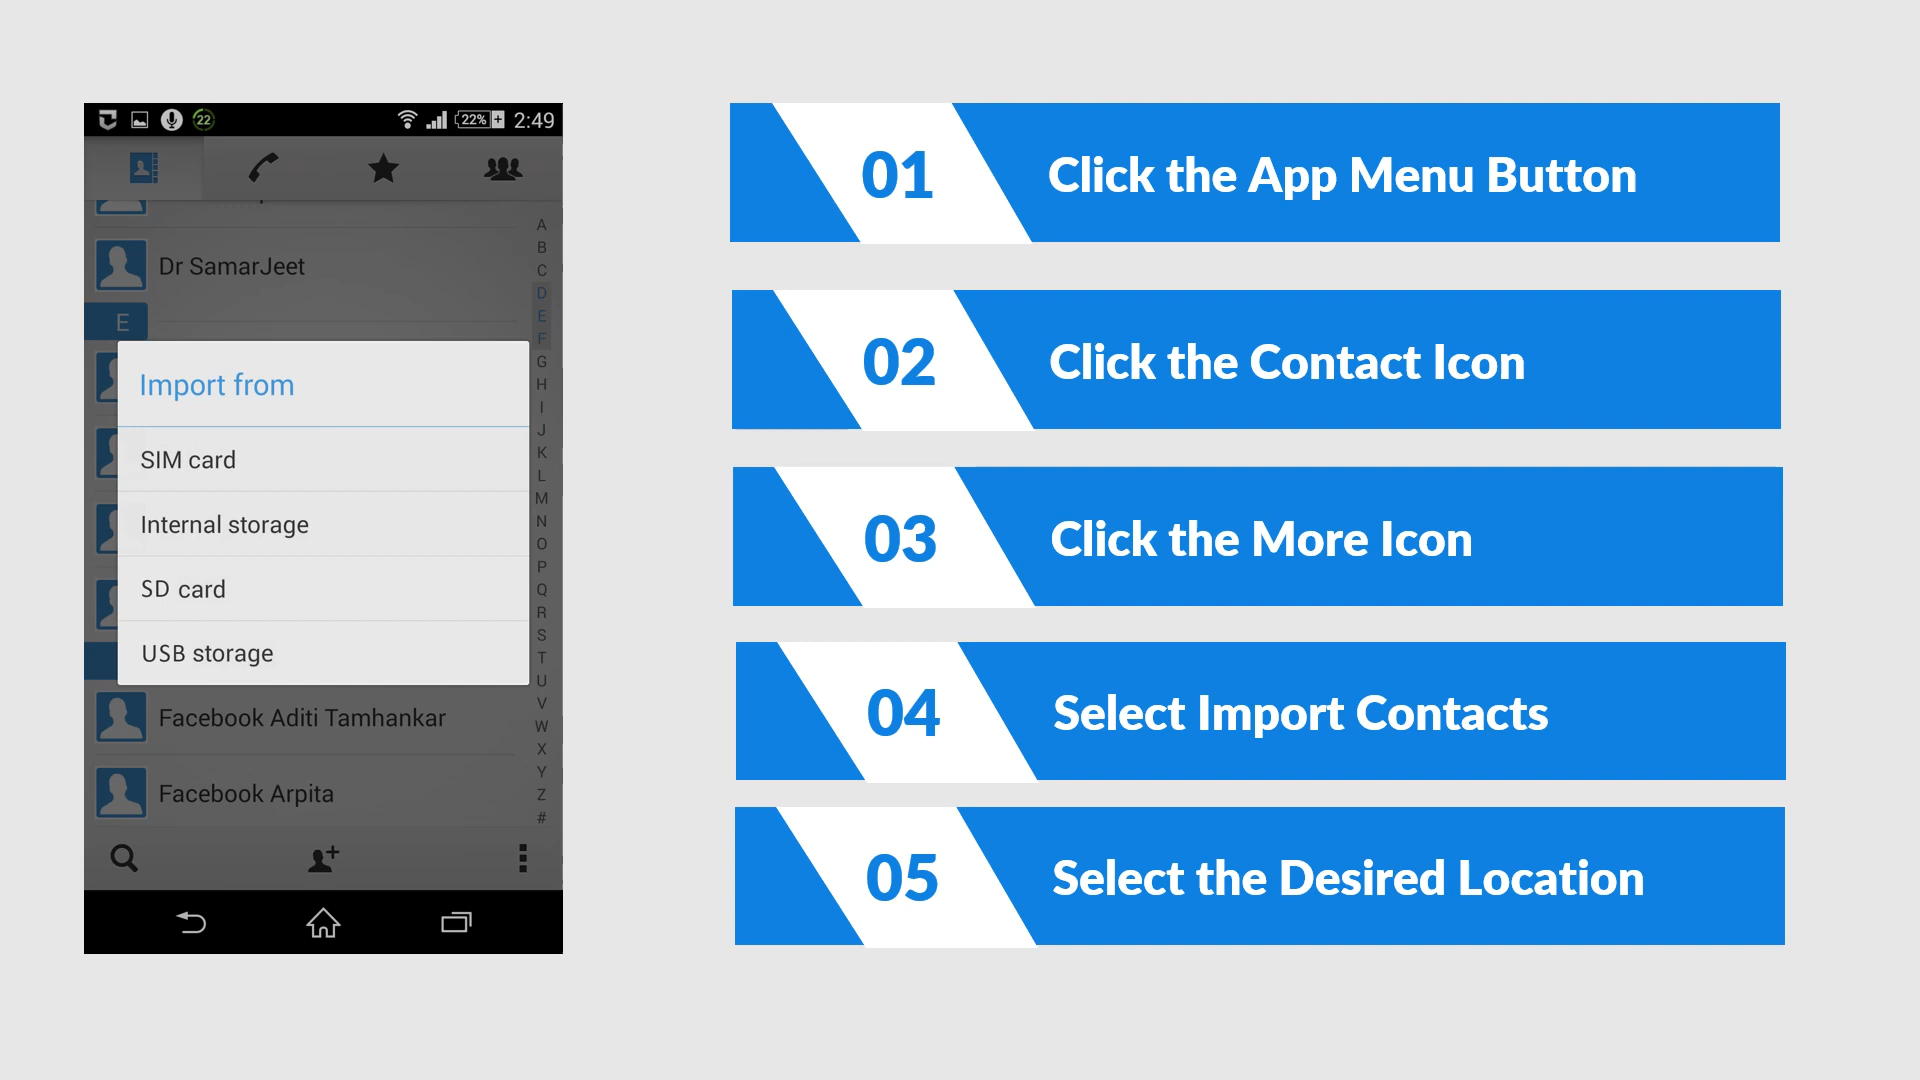 22
22%
2:49
Dr SamarJeet
E
Import from
SIM card
Internal storage
SD card
USB storage
Facebook Aditi Tamhankar
Facebook Arpita
A
B
C
D
E
F
G
H
I
J
K
L
M
N
O
P
Q
R
S
T
U
V
W
X
Y
Z
#
01 Click the App Menu Button
02 Click the Contact Icon
03 Click the More Icon
04 Select Import Contacts
05 Select the Desired Location